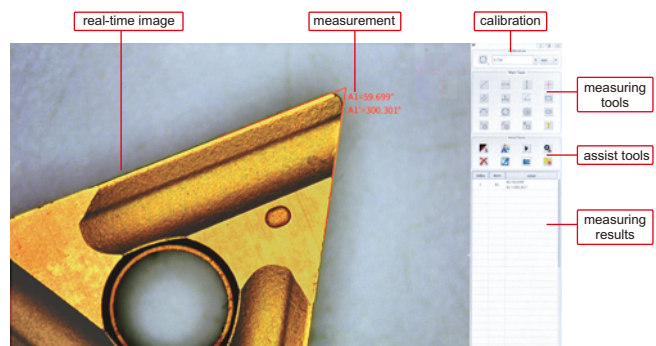 real-time image
measurement
calibration
A1=59.699°
A1'=300.301°
measuring
tools
assist tools
measuring
results